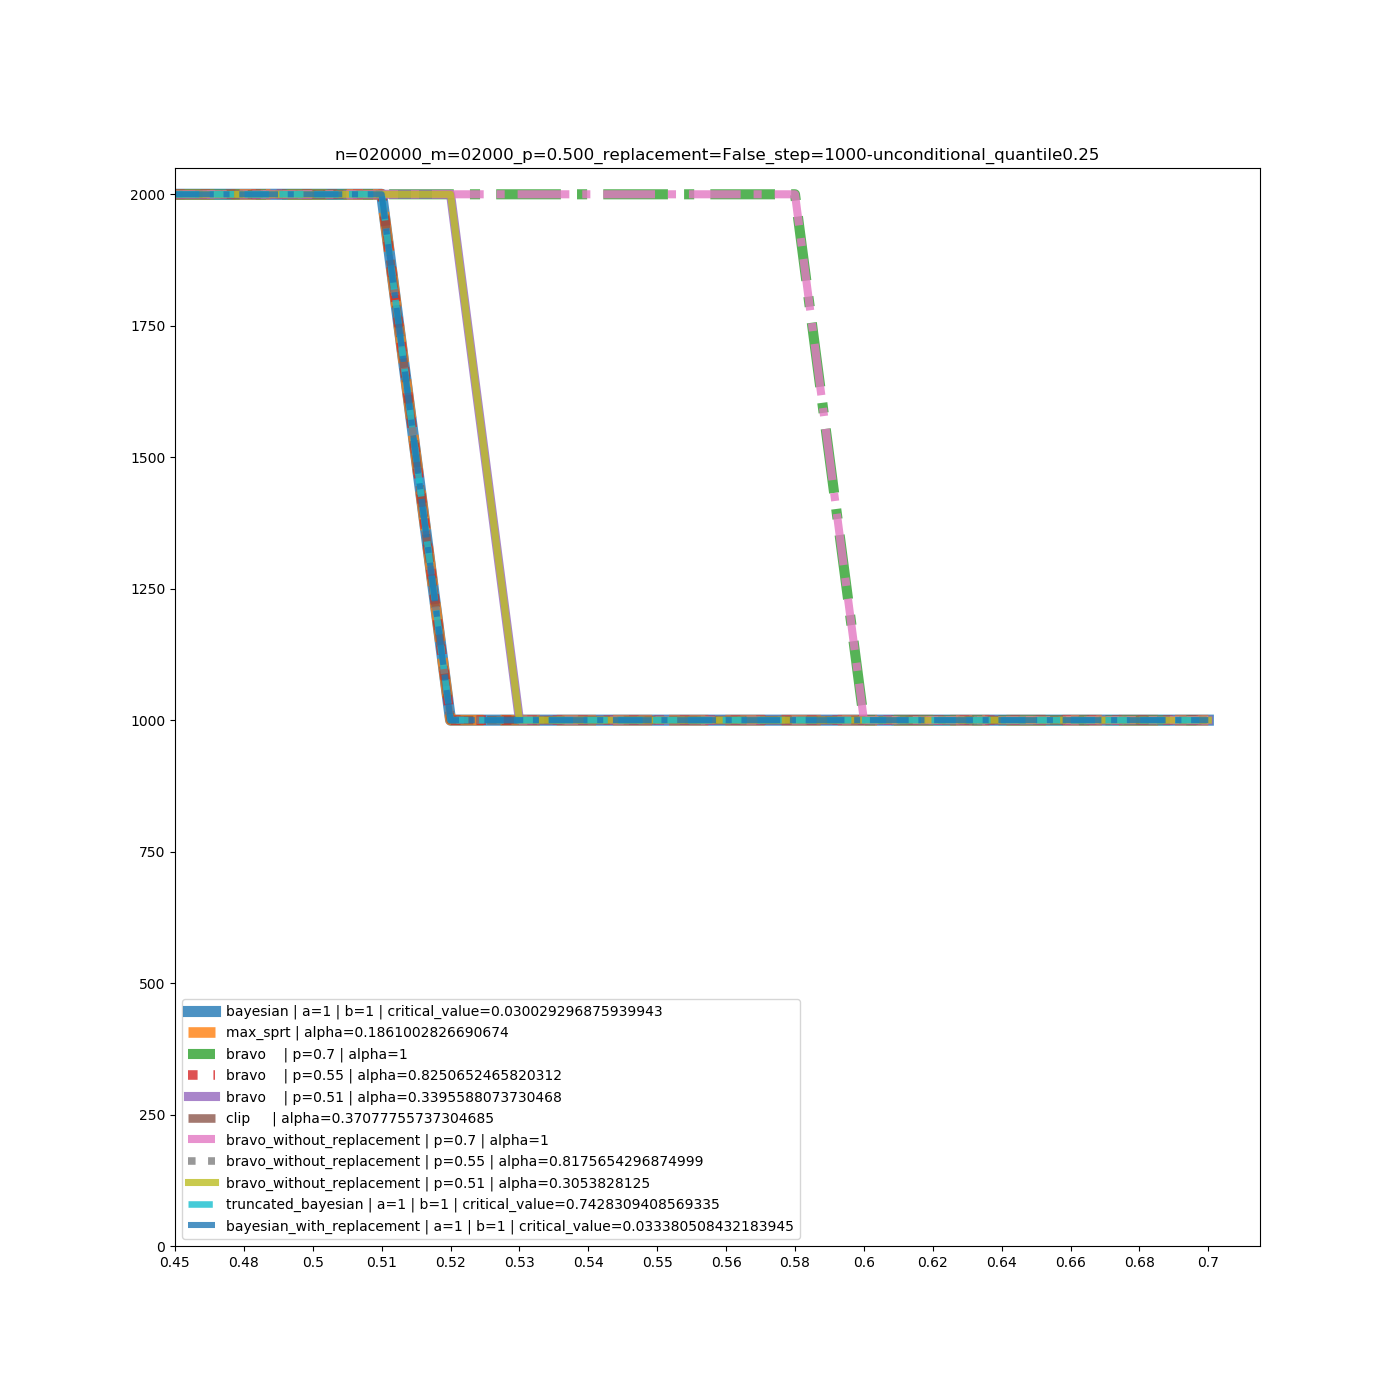 n=020000_m=02000_p=0.500_replacement=False_step=1000-unconditional_quantile0.25
2000
1750
1500
1250
1000
750
500
250
0
bayesian | a=1 | b=1 | critical_value=0.030029296875939943
max_sprt | alpha=0.1861002826690674
bravo    | p=0.7 | alpha=1
bravo    | p=0.55 | alpha=0.8250652465820312
bravo    | p=0.51 | alpha=0.3395588073730468
clip     | alpha=0.37077755737304685
bravo_without_replacement | p=0.7 | alpha=1
bravo_without_replacement | p=0.55 | alpha=0.8175654296874999
bravo_without_replacement | p=0.51 | alpha=0.3053828125
truncated_bayesian | a=1 | b=1 | critical_value=0.7428309408569335
bayesian_with_replacement | a=1 | b=1 | critical_value=0.033380508432183945
0.45 0.48 0.5 0.51 0.52 0.53 0.54 0.55 0.56 0.58 0.6 0.62 0.64 0.66 0.68 0.7